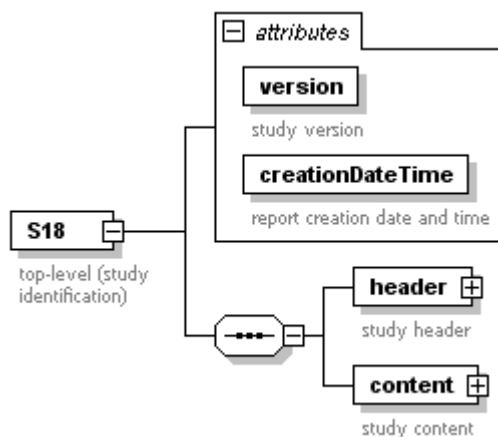 attributes
version
study version
creationDateTime
report creation date and time
S18
top-level (study
identification)
header
study header
content
study content